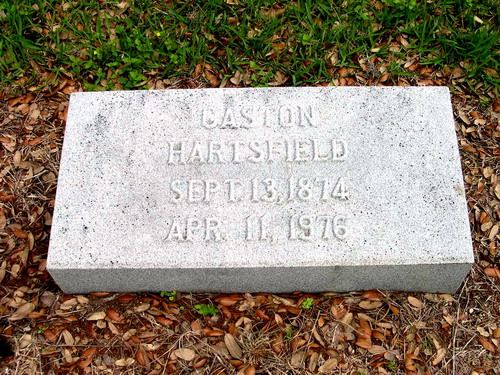 GASTON
HARTSFIELD
SEPT. 13, 1874
APR. 11, 1976